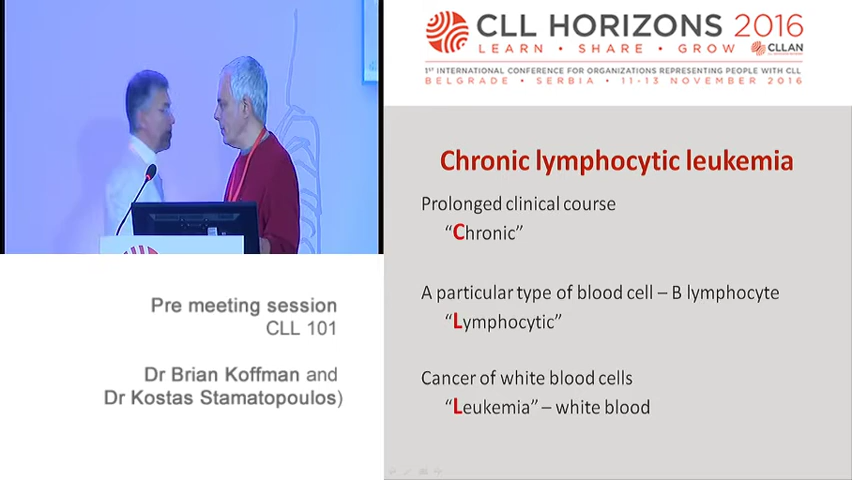 CLL HORIZONS 2016
LEARN • SHARE • GROW
CLLAN
1ST INTERNATIONAL CONFERENCE FOR ORGANIZATIONS REPRESENTING PEOPLE WITH CLL
BELGRADE • SERBIA • 11-13 NOVEMBER 2016
Chronic lymphocytic leukemia
Prolonged clinical course
“Chronic”
A particular type of blood cell – B lymphocyte
“Lymphocytic”
Cancer of white blood cells
“Leukemia” – white blood
Pre meeting session
CLL 101
Dr Brian Koffman and
Dr Kostas Stamatopoulos)